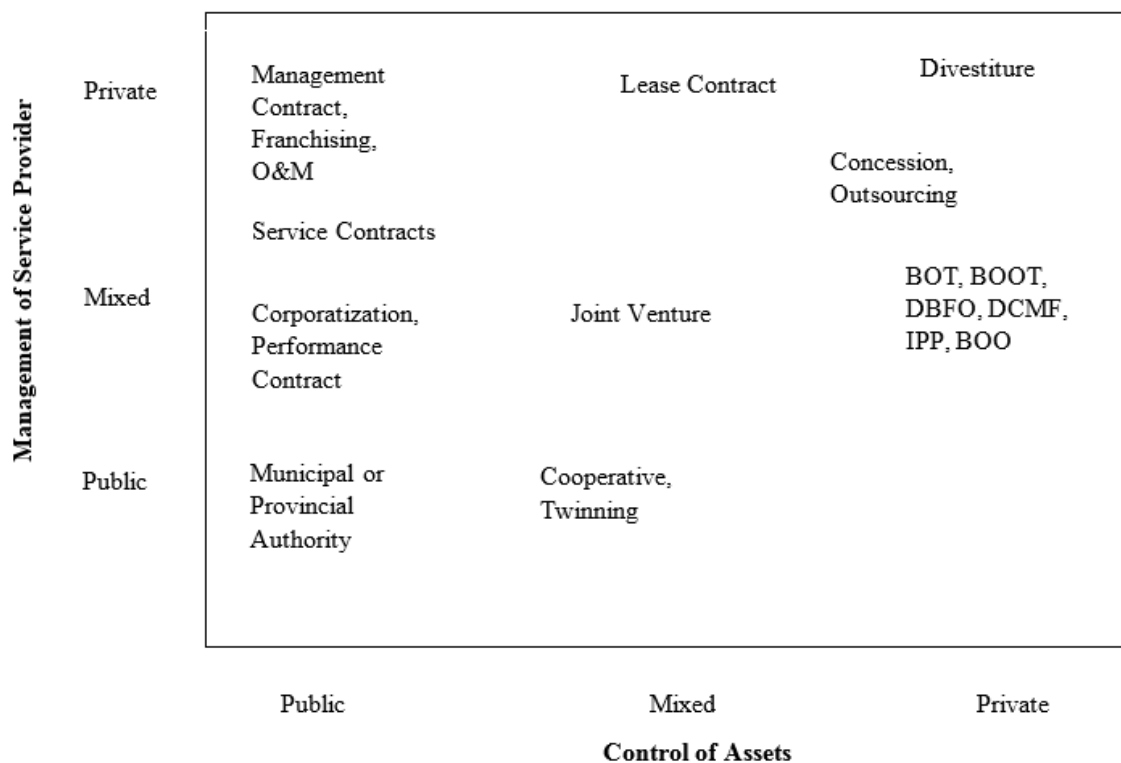 Management of Service Provider
Private
Management
Contract,
Franchising,
O&M
Service Contracts
Lease Contract
Divestiture
Concession,
Outsourcing
Mixed
Corporatization,
Performance
Contract
Joint Venture
BOT, BOOT,
DBFO, DCMF,
IPP, BOO
Public
Municipal or
Provincial
Authority
Cooperative,
Twinning
Public
Mixed
Private
Control of Assets